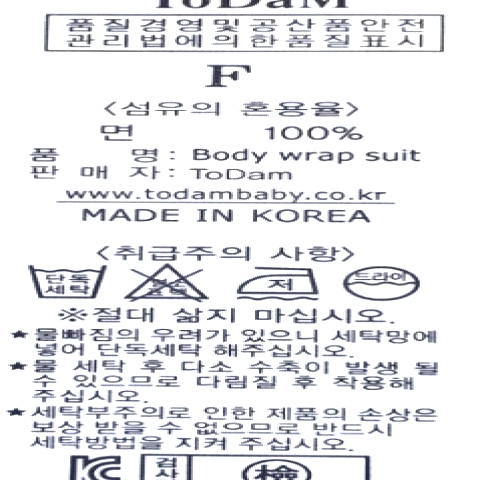 ToDaM
품질경영및공산품안전
관리법에의한품질표시
F
<섬유의 혼용율>
면 100%
품 명 : Body wrap suit
판 매 자 : ToDam
www.todambaby.co.kr
MADE IN KOREA
<취급주의 사항>
단독 세탁 저 드라이
※절대 삶지 마십시오.
★물빠짐의 우려가 있으니 세탁망에
넣어 단독세탁 해주십시오.
★물 세탁 후 다소 수축이 발생 될
수 있으므로 다림질 후 착용해
주십시오.
★세탁부주의로 인한 제품의 손상은
보상 받을 수 없으므로 반드시
세탁방법을 지켜 주십시오.
KC 검사 檢